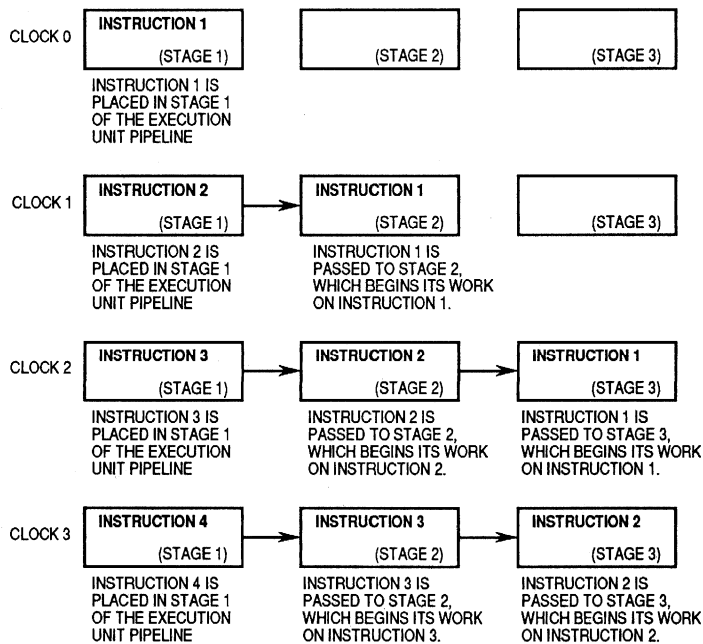 CLOCK 0
INSTRUCTION 1
(STAGE 1)
(STAGE 2)
(STAGE 3)
INSTRUCTION 1 IS
PLACED IN STAGE 1
OF THE EXECUTION
UNIT PIPELINE
CLOCK 1
INSTRUCTION 2
(STAGE 1)
INSTRUCTION 1
(STAGE 2)
(STAGE 3)
INSTRUCTION 2 IS
PLACED IN STAGE 1
OF THE EXECUTION
UNIT PIPELINE
INSTRUCTION 1 IS
PASSED TO STAGE 2,
WHICH BEGINS ITS WORK
ON INSTRUCTION 1.
CLOCK 2
INSTRUCTION 3
(STAGE 1)
INSTRUCTION 2
(STAGE 2)
INSTRUCTION 1
(STAGE 3)
INSTRUCTION 3 IS
PLACED IN STAGE 1
OF THE EXECUTION
UNIT PIPELINE
INSTRUCTION 2 IS
PASSED TO STAGE 2,
WHICH BEGINS ITS WORK
ON INSTRUCTION 2.
INSTRUCTION 1 IS
PASSED TO STAGE 3,
WHICH BEGINS ITS WORK
ON INSTRUCTION 1.
CLOCK 3
INSTRUCTION 4
(STAGE 1)
INSTRUCTION 3
(STAGE 2)
INSTRUCTION 2
(STAGE 3)
INSTRUCTION 4 IS
PLACED IN STAGE 1
OF THE EXECUTION
UNIT PIPELINE
INSTRUCTION 3 IS
PASSED TO STAGE 2,
WHICH BEGINS ITS WORK
ON INSTRUCTION 3.
INSTRUCTION 2 IS
PASSED TO STAGE 3,
WHICH BEGINS ITS WORK
ON INSTRUCTION 2.